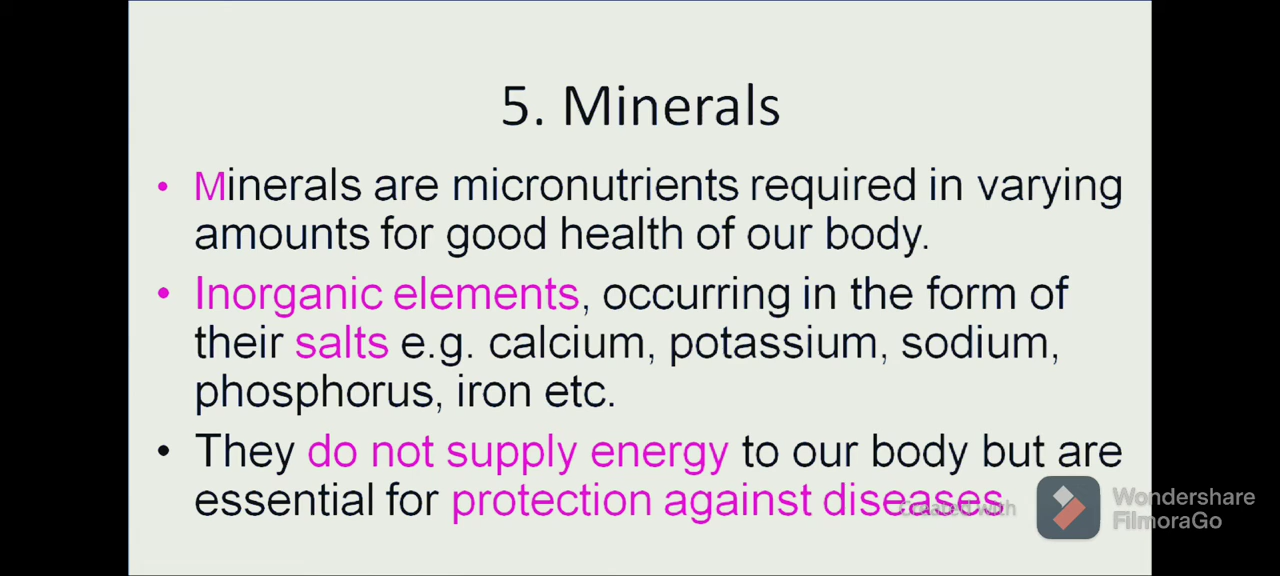 5. Minerals
• Minerals are micronutrients required in varying
amounts for good health of our body.
• Inorganic elements, occurring in the form of
their salts e.g. calcium, potassium, sodium,
phosphorus, iron etc.
• They do not supply energy to our body but are
essential for protection against diseases
Created with
Wondershare
FilmoraGo